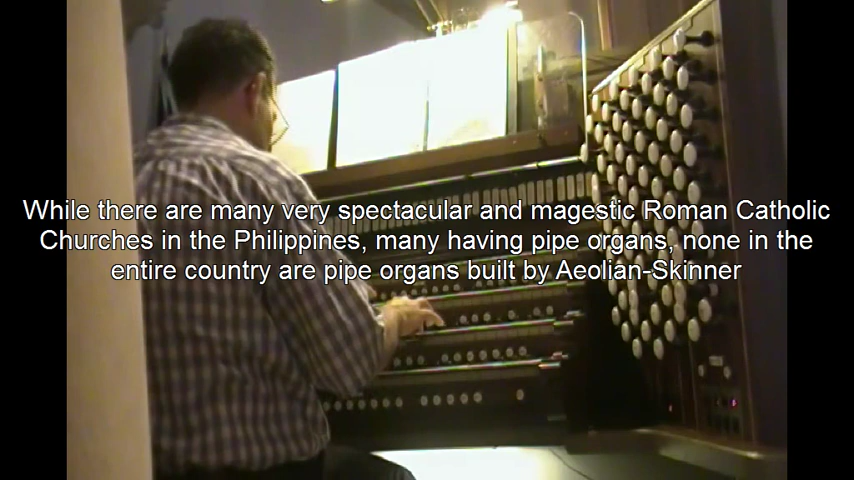 While there are many very spectacular and magestic Roman Catholic
Churches in the Philippines, many having pipe organs, none in the
entire country are pipe organs built by Aeolian-Skinner